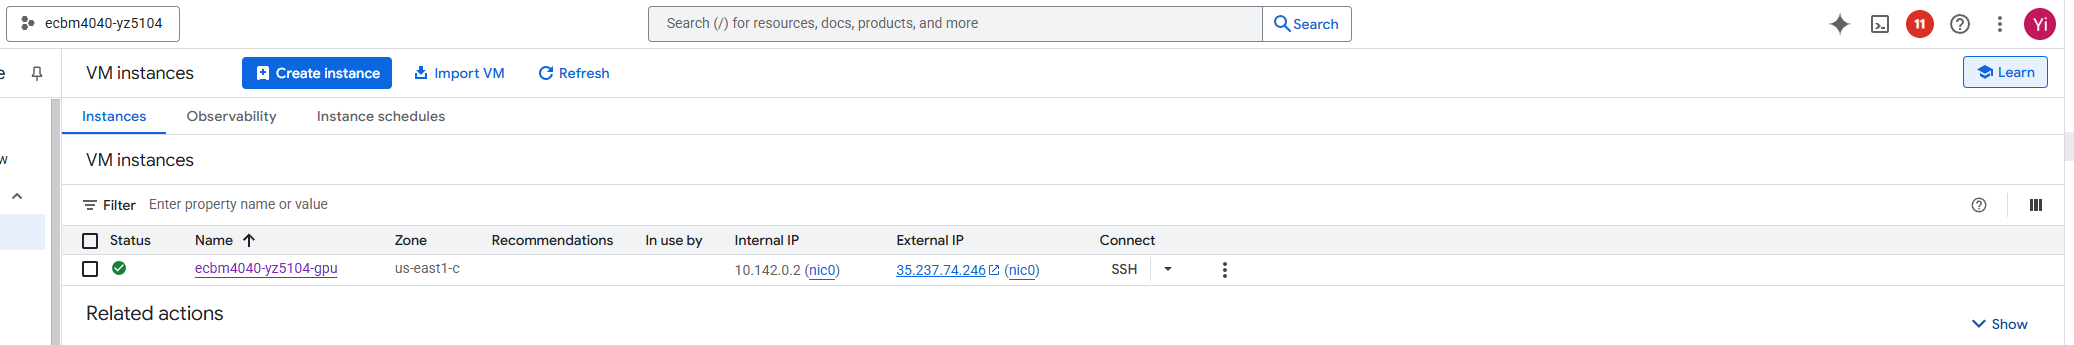 ecbm4040-yz5104 Search (/) for resources, docs, products, and more Search 11 Yi
e VM instances Create instance Import VM Refresh Learn
Instances Observability Instance schedules
w
VM instances
Filter Enter property name or value
Status Name Zone Recommendations In use by Internal IP External IP Connect
ecbm4040-yz5104-gpu us-east1-c 10.142.0.2 (nic0) 35.237.74.246 (nic0) SSH
Related actions
Show